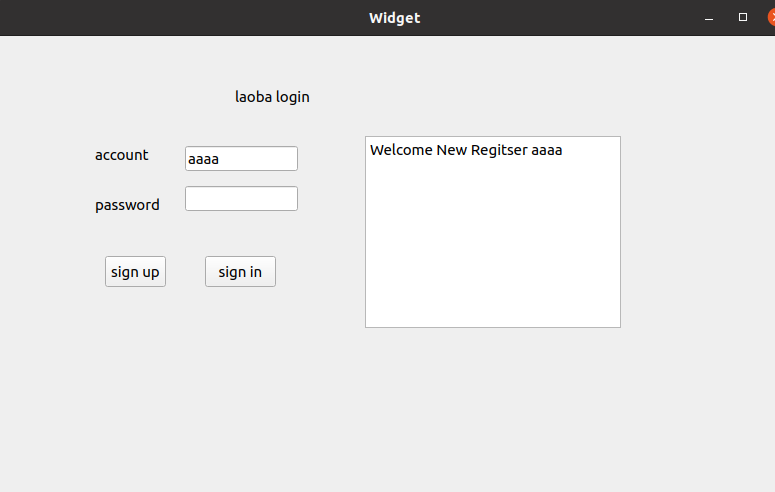 Widget
laoba login
account
aaaa
password
sign up
sign in
Welcome New Regitser aaaa